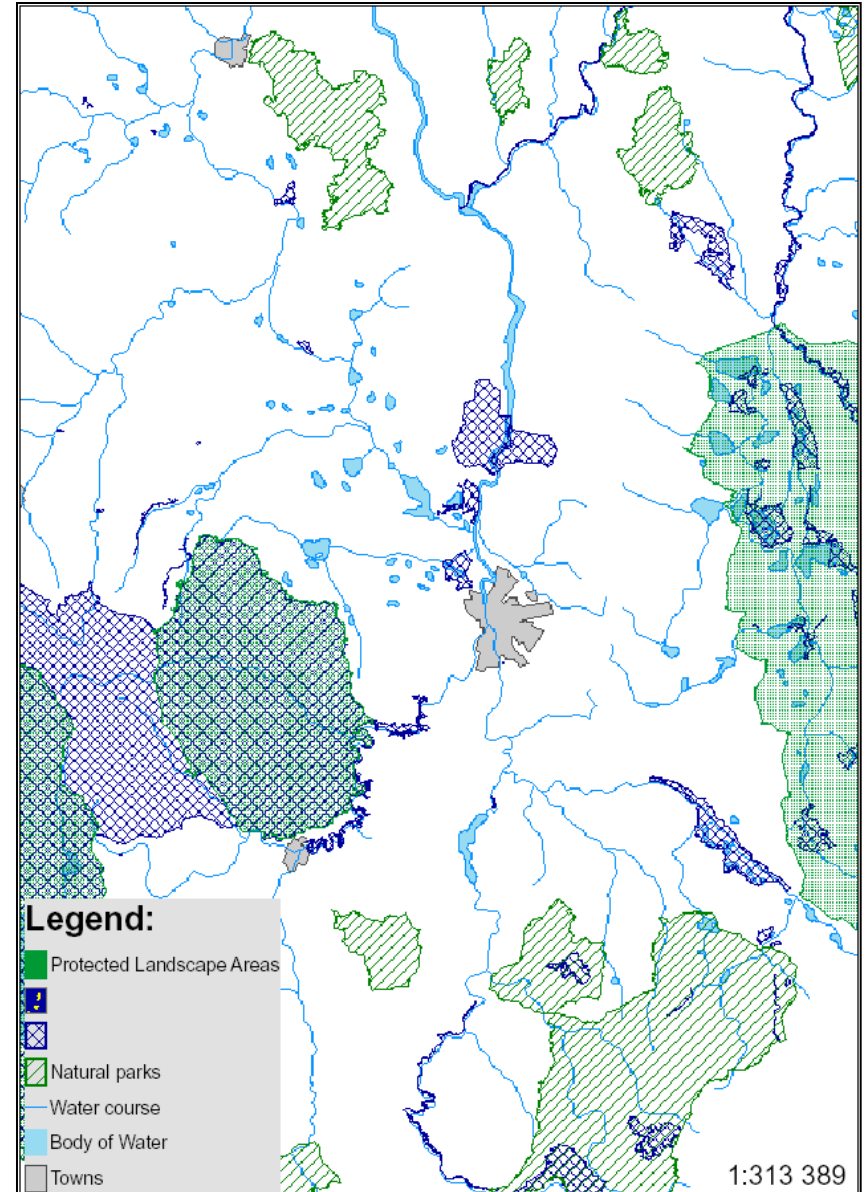 Legend:
Protected Landscape Areas
Natural parks
Water course
Body of Water
Towns
1:313 389